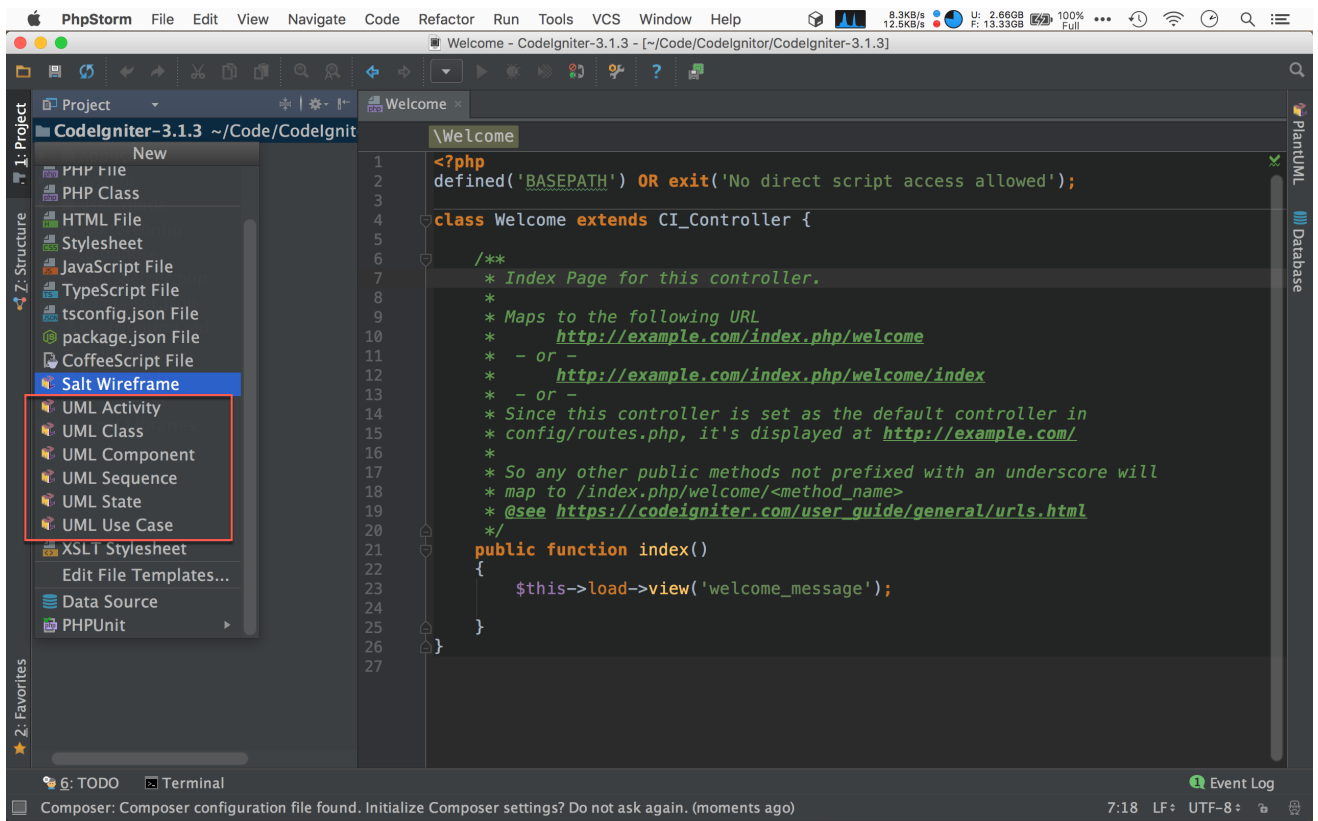 PhpStorm File Edit View Navigate Code Refactor Run Tools VCS Window Help 8.3KB/s 12.5KB/s U: 2.66GB F: 13.33GB 100% Full
Welcome - CodeIgniter-3.1.3 - [~/Code/CodeIgnitor/CodeIgniter-3.1.3]
1: Project
7: Structure
2: Favorites
Project
CodeIgniter-3.1.3 ~/Code/CodeIgnit
New
PHP File
PHP Class
HTML File
Stylesheet
JavaScript File
TypeScript File
tsconfig.json File
package.json File
CoffeeScript File
Salt Wireframe
UML Activity
UML Class
UML Component
UML Sequence
UML State
UML Use Case
XSLT Stylesheet
Edit File Templates...
Data Source
PHPUnit
Welcome
\Welcome
1 <?php
2 defined('BASEPATH') OR exit('No direct script access allowed');
3
4 class Welcome extends CI_Controller {
5
6 /**
7 * Index Page for this controller.
8 *
9 * Maps to the following URL
10 * http://example.com/index.php/welcome
11 * - or -
12 * http://example.com/index.php/welcome/index
13 * - or -
14 * Since this controller is set as the default controller in
15 * config/routes.php, it's displayed at http://example.com/
16 *
17 * So any other public methods not prefixed with an underscore will
18 * map to /index.php/welcome/<method_name>
19 * @see https://codeigniter.com/user_guide/general/urls.html
20 */
21 public function index()
22 {
23 $this->load->view('welcome_message');
24
25 }
26 }
27
PlantUML
Database
6: TODO Terminal 1 Event Log
Composer: Composer configuration file found. Initialize Composer settings? Do not ask again. (moments ago) 7:18 LF UTF-8